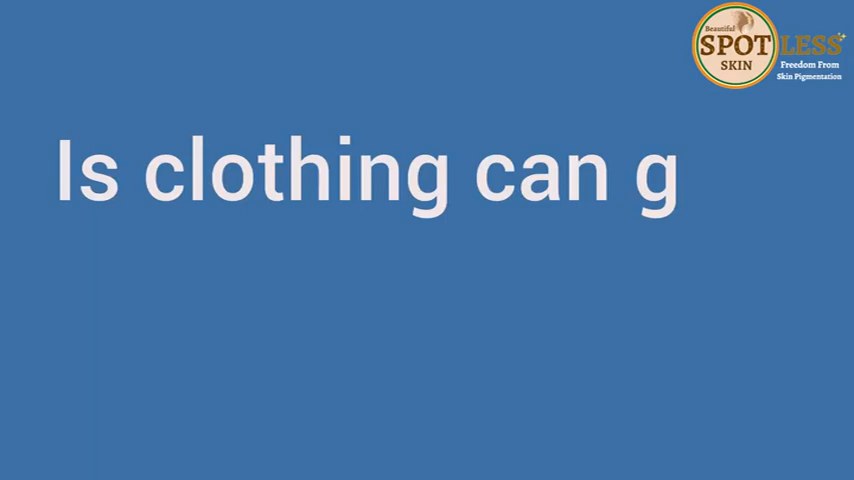 Is clothing can g
Beautiful
SPOTLESS
SKIN
Freedom From
Skin Pigmentation